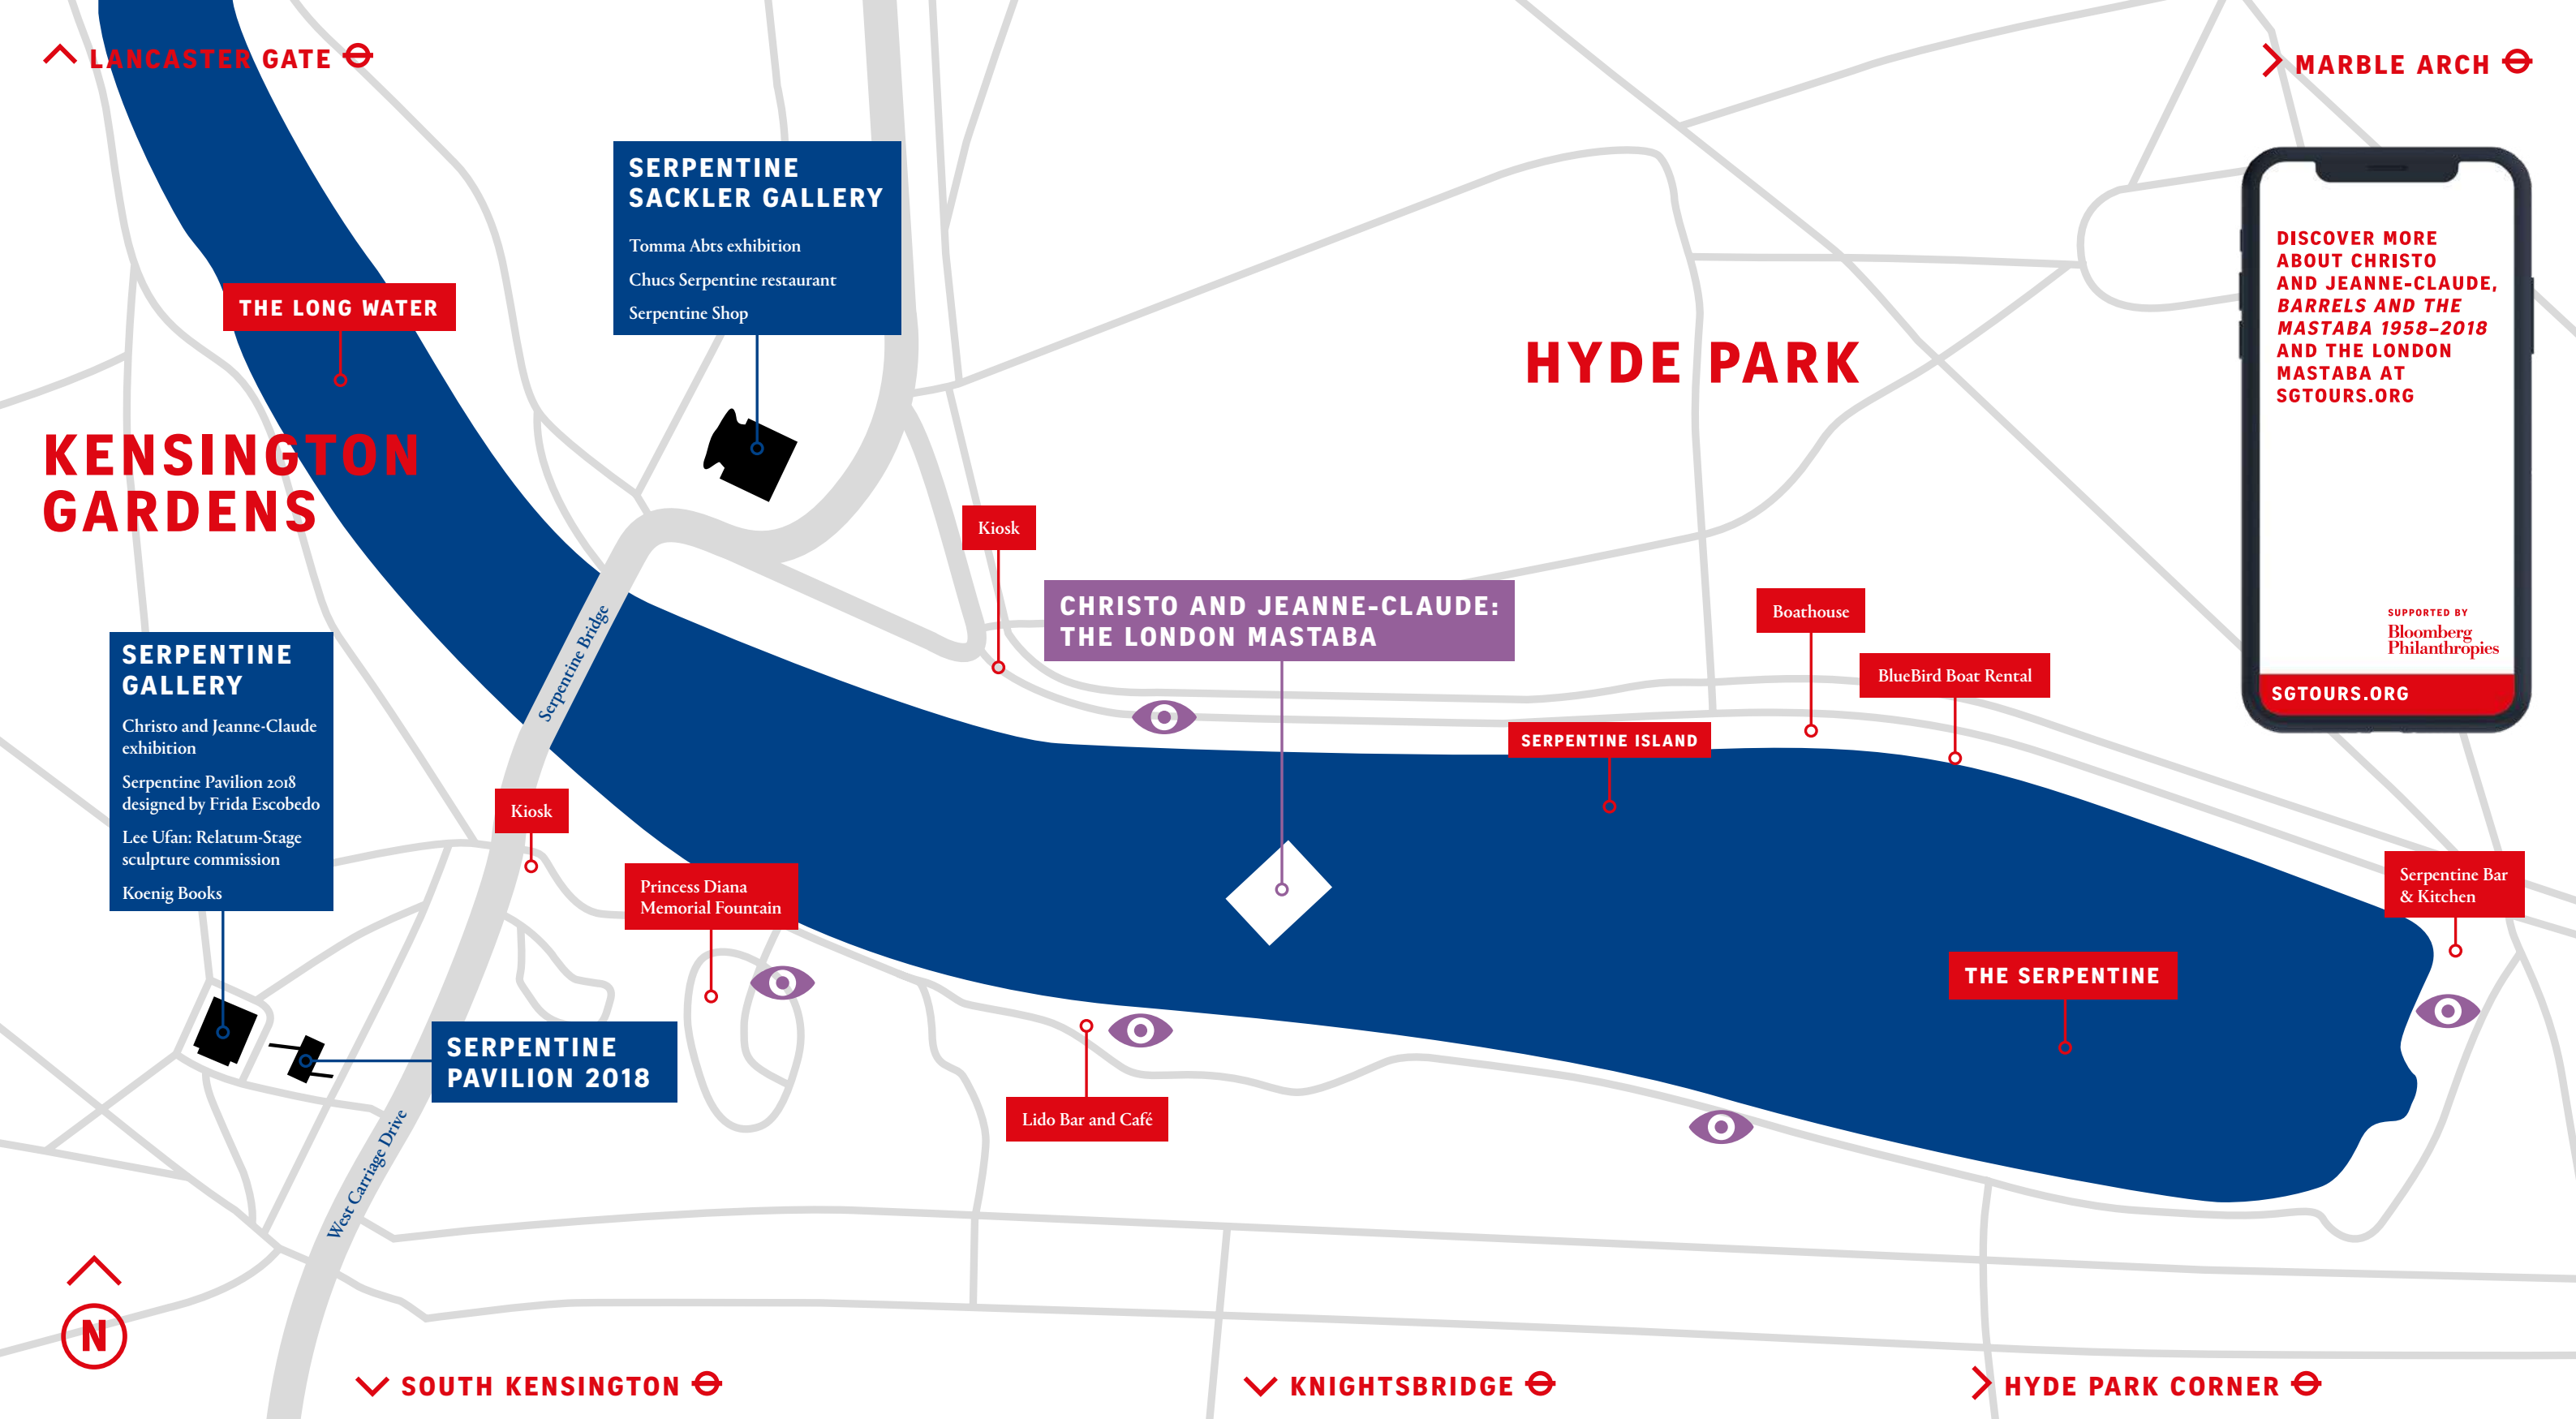 LANCASTER GATE
MARBLE ARCH
SERPENTINE
SACKLER GALLERY
Tomma Abts exhibition
Chucs Serpentine restaurant
Serpentine Shop
DISCOVER MORE
ABOUT CHRISTO
AND JEANNE-CLAUDE,
BARRELS AND THE
MASTABA 1958–2018
AND THE LONDON
MASTABA AT
SGTOURS.ORG
SUPPORTED BY
Bloomberg
Philanthropies
SGTOURS.ORG
THE LONG WATER
HYDE PARK
KENSINGTON
GARDENS
Kiosk
CHRISTO AND JEANNE-CLAUDE:
THE LONDON MASTABA
Boathouse
BlueBird Boat Rental
SERPENTINE ISLAND
Serpentine Bridge
SERPENTINE
GALLERY
Christo and Jeanne-Claude
exhibition
Serpentine Pavilion 2018
designed by Frida Escobedo
Lee Ufan: Relatum-Stage
sculpture commission
Koenig Books
Kiosk
Princess Diana
Memorial Fountain
Serpentine Bar
& Kitchen
THE SERPENTINE
SERPENTINE
PAVILION 2018
Lido Bar and Café
West Carriage Drive
N
SOUTH KENSINGTON
KNIGHTSBRIDGE
HYDE PARK CORNER